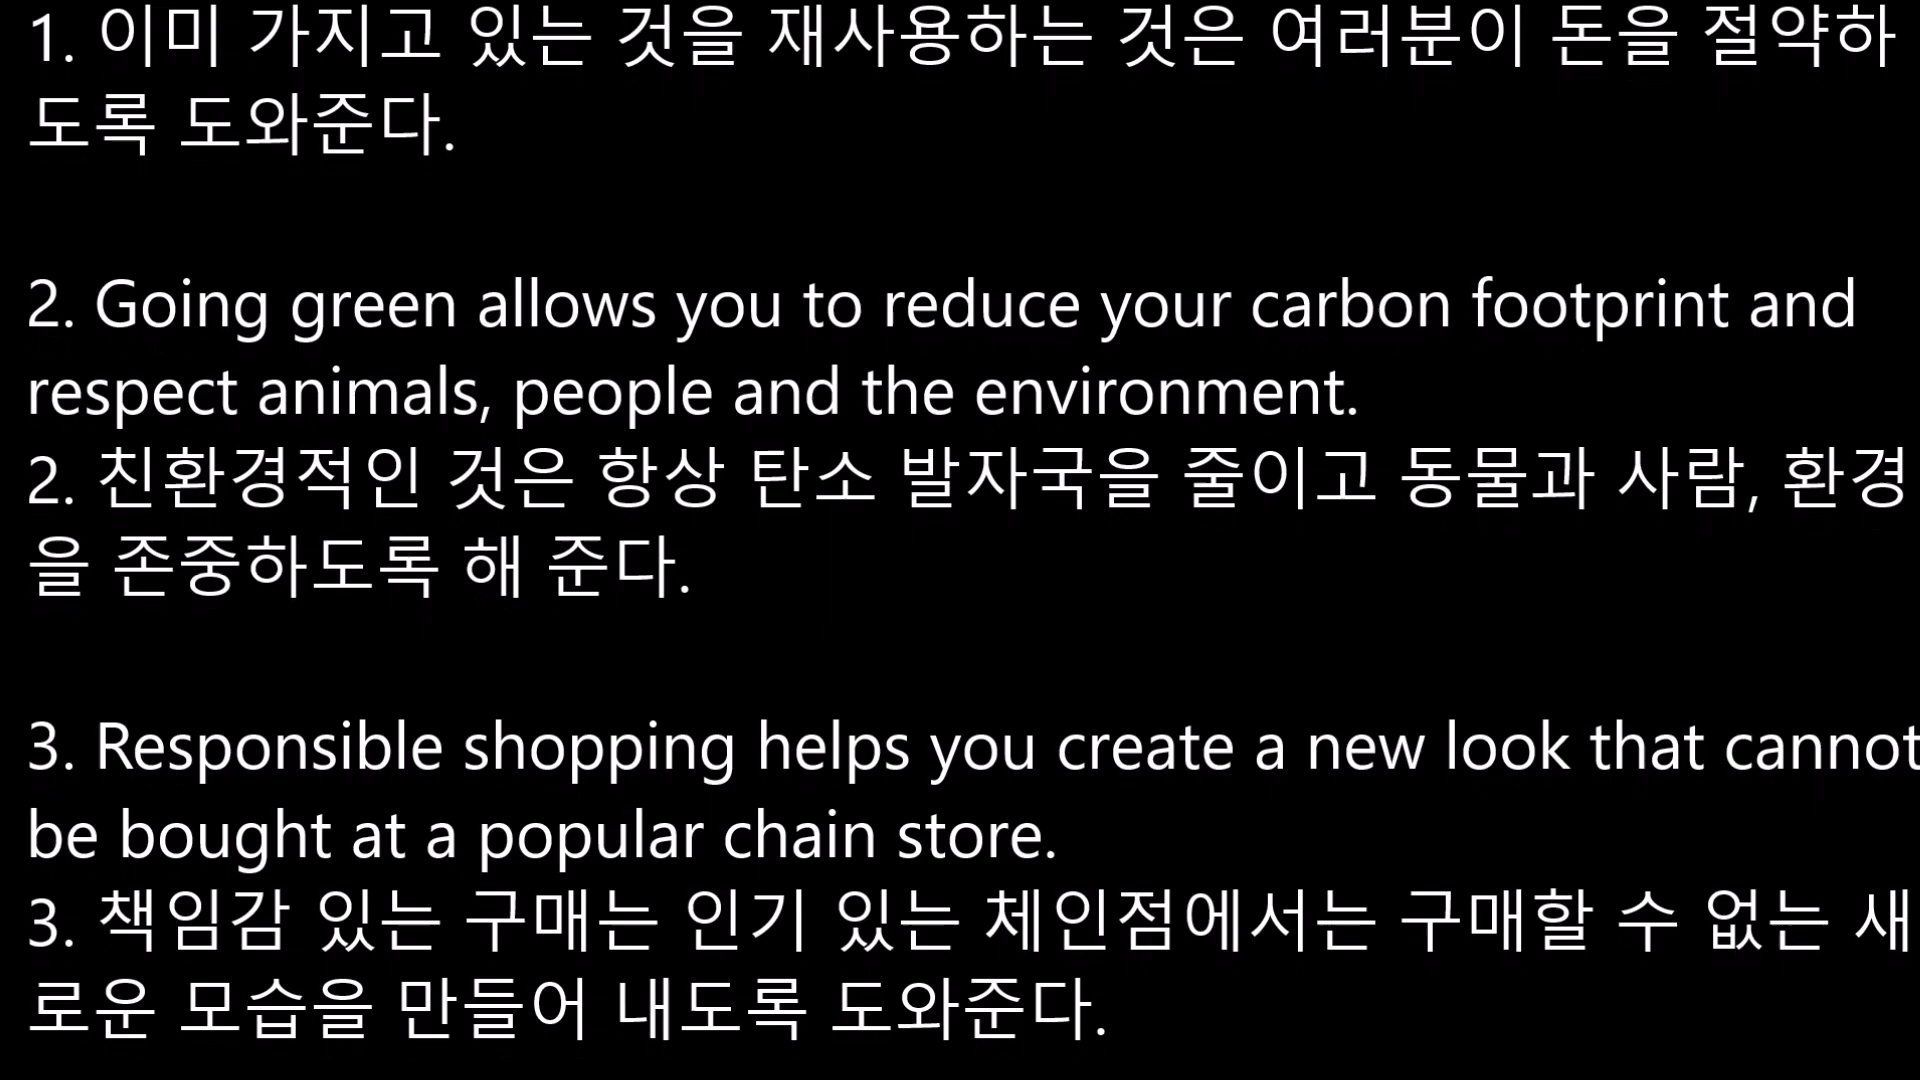 1. 이미 가지고 있는 것을 재사용하는 것은 여러분이 돈을 절약하
도록 도와준다.
2. Going green allows you to reduce your carbon footprint and
respect animals, people and the environment.
2. 친환경적인 것은 항상 탄소 발자국을 줄이고 동물과 사람, 환경
을 존중하도록 해 준다.
3. Responsible shopping helps you create a new look that cannot
be bought at a popular chain store.
3. 책임감 있는 구매는 인기 있는 체인점에서는 구매할 수 없는 새
로운 모습을 만들어 내도록 도와준다.